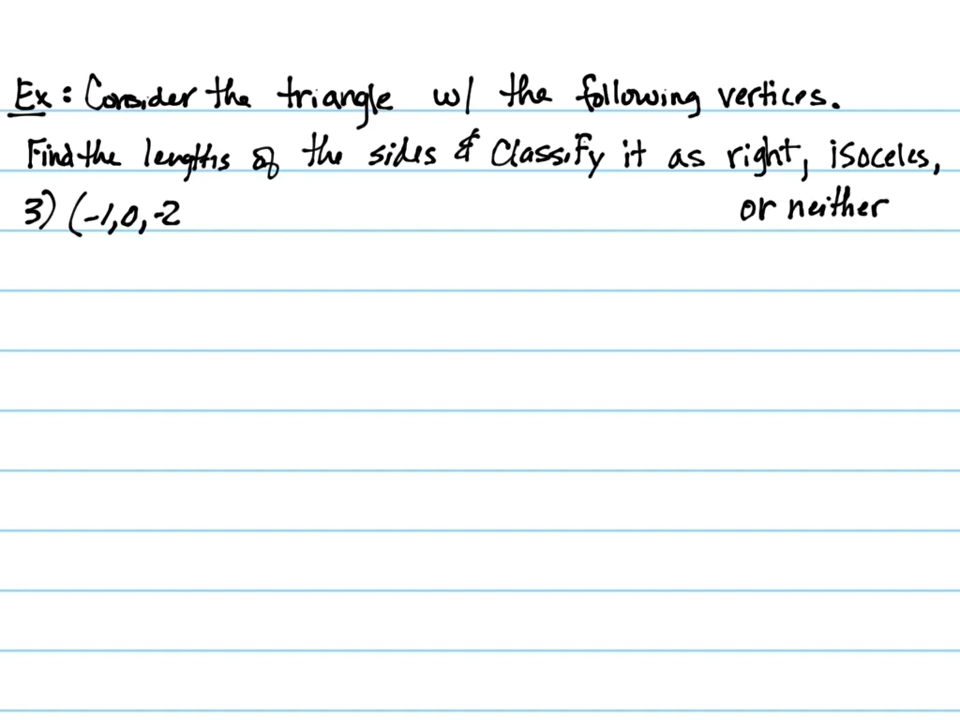 Ex: Consider the triangle w/ the following vertices.
Find the lengths of the sides & Classify it as right, isoceles,
or neither
3) (-1,0,-2